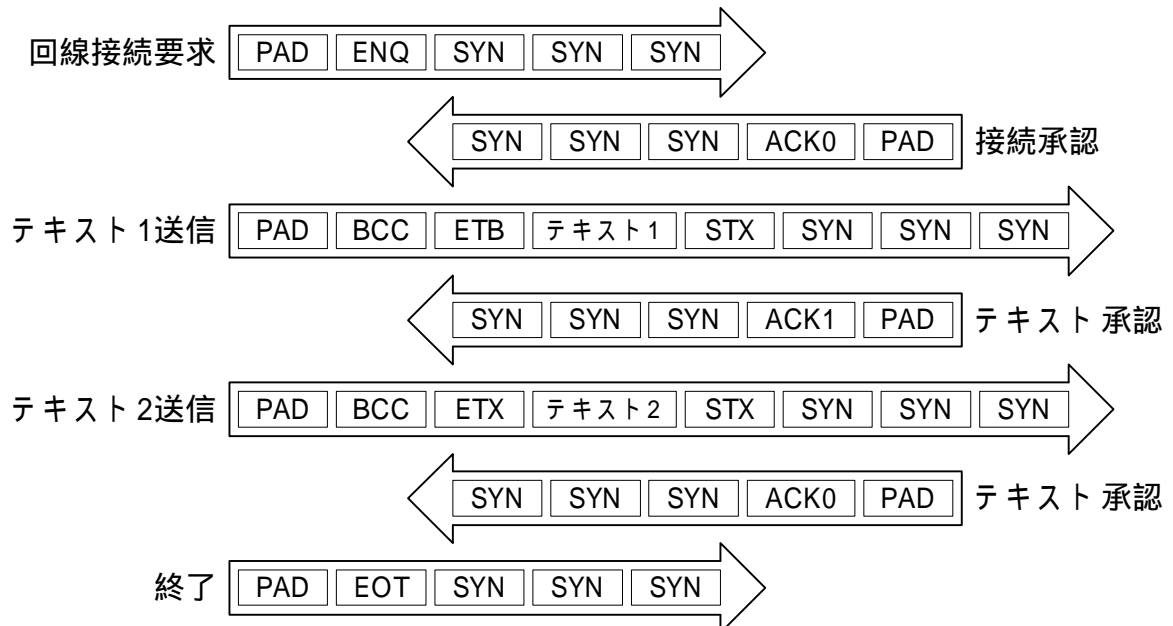 回線接続要求 PAD ENQ SYN SYN SYN
SYN SYN SYN ACK0 PAD 接続承認
テキスト1送信 PAD BCC ETB テキスト1 STX SYN SYN SYN
SYN SYN SYN ACK1 PAD テキスト承認
テキスト2送信 PAD BCC ETX テキスト2 STX SYN SYN SYN
SYN SYN SYN ACK0 PAD テキスト承認
終了 PAD EOT SYN SYN SYN